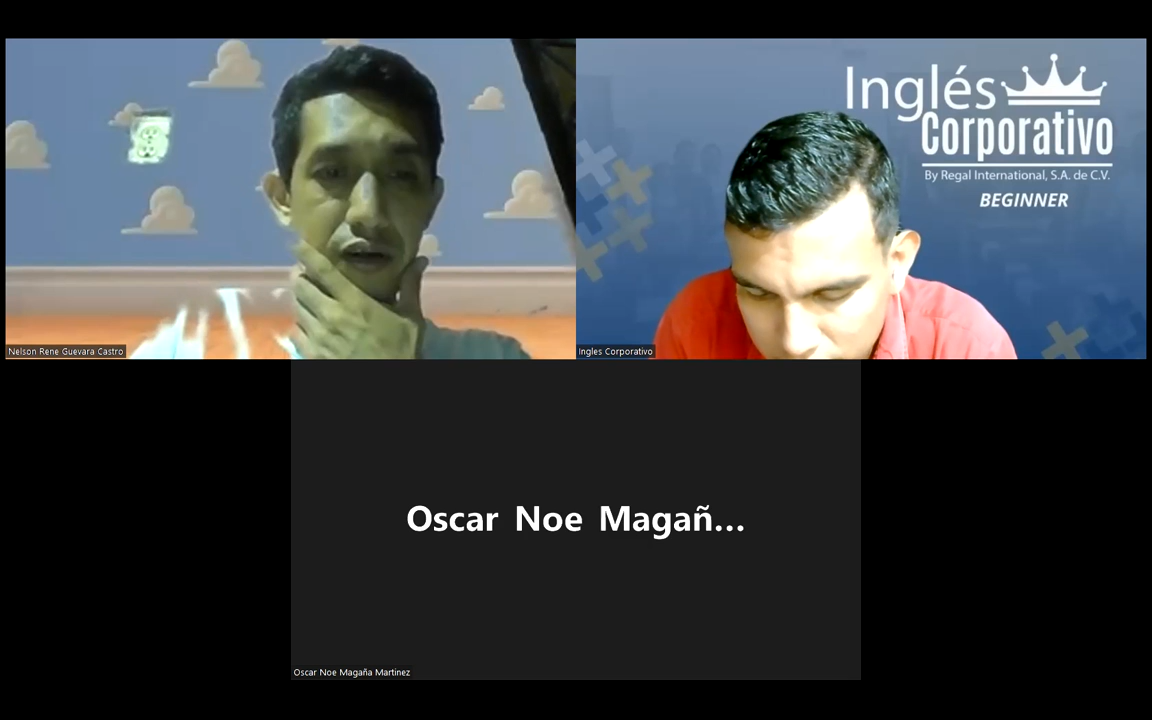 Inglés
Corporativo
By Regal International, S.A. de C.V.
BEGINNER
Nelson Rene Guevara Castro
Ingles Corporativo
Oscar Noe Magañ...
Oscar Noe Magaña Martinez